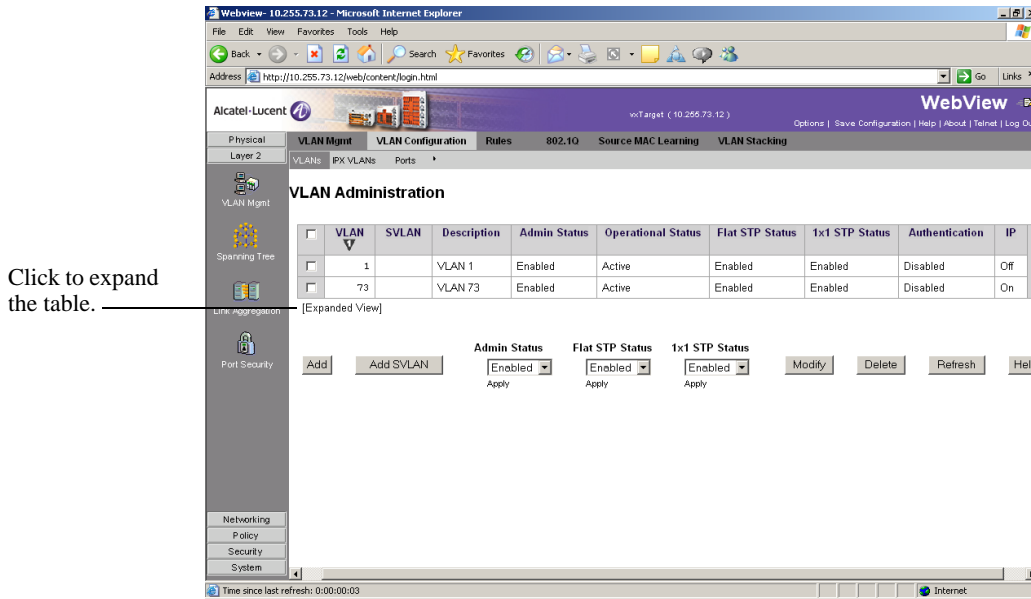 Webview- 10.255.73.12 - Microsoft Internet Explorer
File Edit View Favorites Tools Help
Back Search Favorites
Address http://10.255.73.12/web/content/login.html Go Links
Alcatel-Lucent vxTarget ( 10.255.73.12 ) WebView
Options | Save Configuration | Help | About | Telnet | Log Ou
Physical VLAN Mgmt VLAN Configuration Rules 802.1Q Source MAC Learning VLAN Stacking
Layer 2 VLANs IPX VLANs Ports
VLAN Mgmt
VLAN Administration
VLAN SVLAN Description Admin Status Operational Status Flat STP Status 1x1 STP Status Authentication IP
1
Spanning Tree
1 VLAN 1 Enabled Active Enabled Enabled Disabled Off
73 VLAN 73 Enabled Active Enabled Enabled Disabled On
Click to expand
the table.
Link Aggregation [Expanded View]
Admin Status Flat STP Status 1x1 STP Status
Port Security Add Add SVLAN Enabled Enabled Enabled Modify Delete Refresh Hel
Apply Apply Apply
Networking
Policy
Security
System
Time since last refresh: 0:00:00:03 Internet